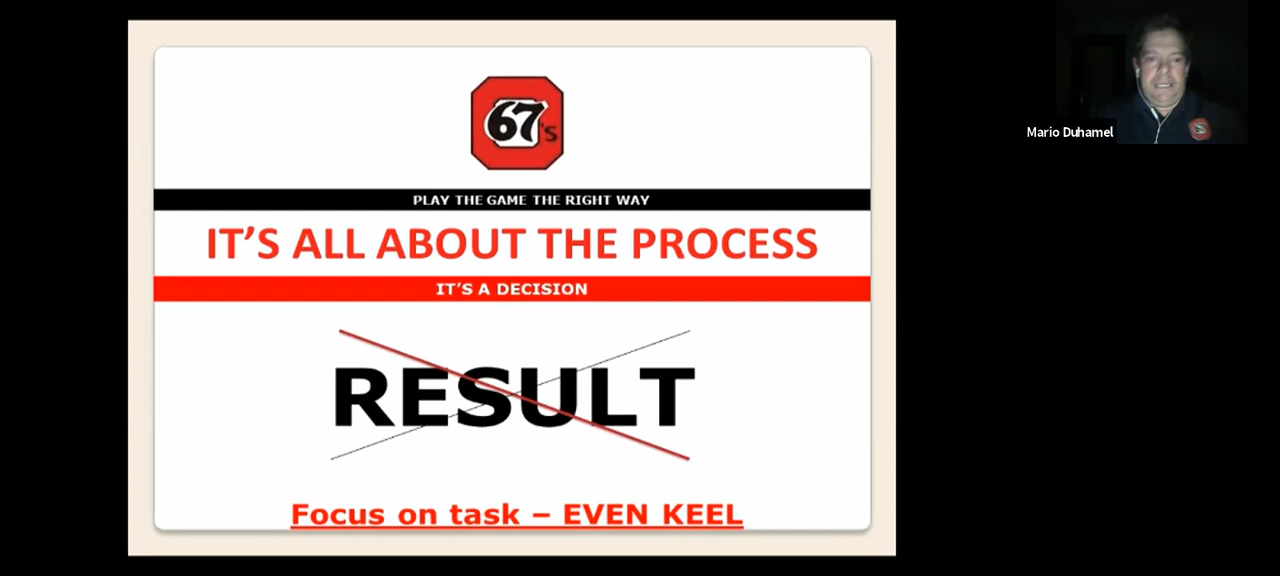 67's
PLAY THE GAME THE RIGHT WAY
IT'S ALL ABOUT THE PROCESS
IT'S A DECISION
RESULT
Focus on task – EVEN KEEL
Mario Duhamel